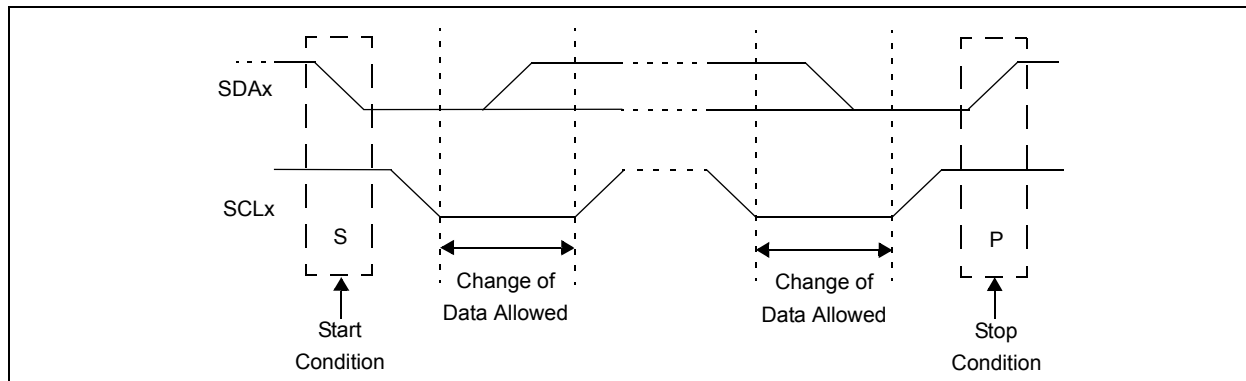 SDAx
SCLx
S
P
Change of
Data Allowed
Change of
Data Allowed
Start
Condition
Stop
Condition